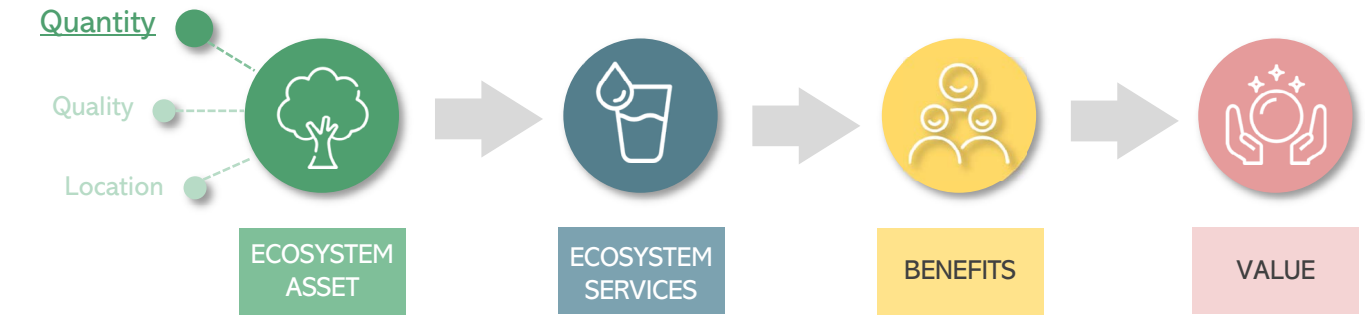 Quantity
Quality
Location
ECOSYSTEM
ASSET
ECOSYSTEM
SERVICES
BENEFITS
VALUE